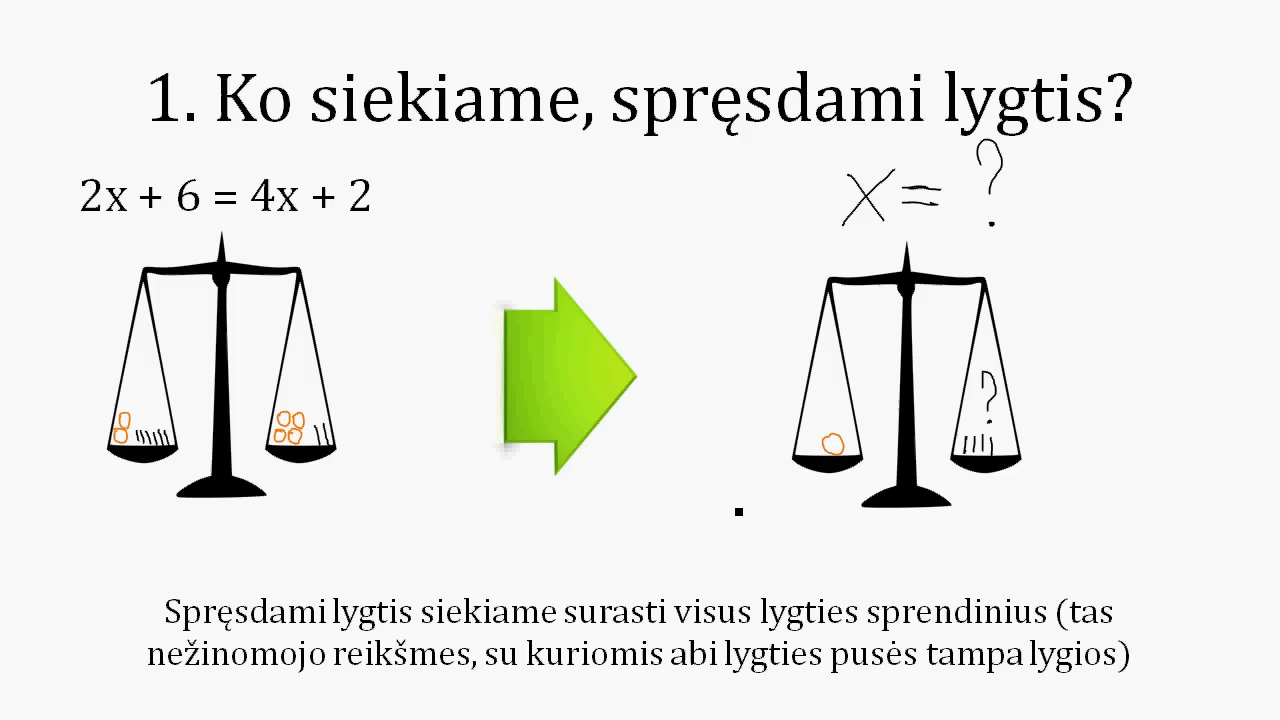 1. Ko siekiame, spręsdami lygtis?
2x + 6 = 4x + 2
x = ?
?
Spręsdami lygtis siekiame surasti visus lygties sprendinius (tas
nežinomojo reikšmes, su kuriomis abi lygties pusės tampa lygios)